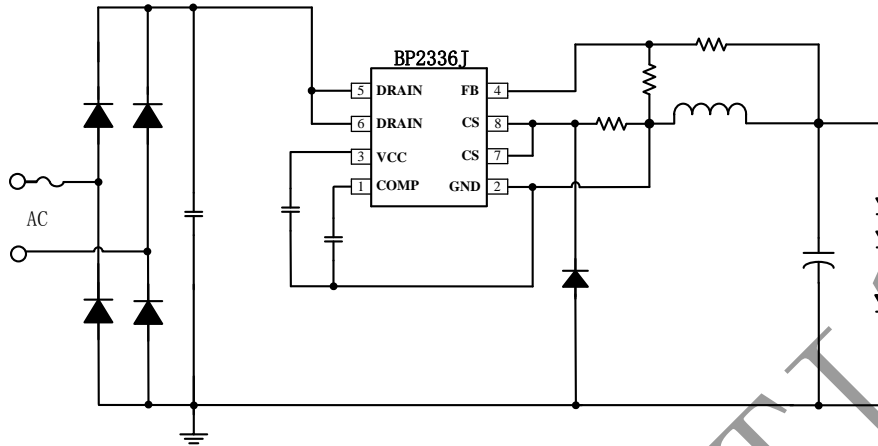 BP2336J
5 DRAIN FB 4
6 DRAIN CS 8
3 VCC CS 7
1 COMP GND 2
AC